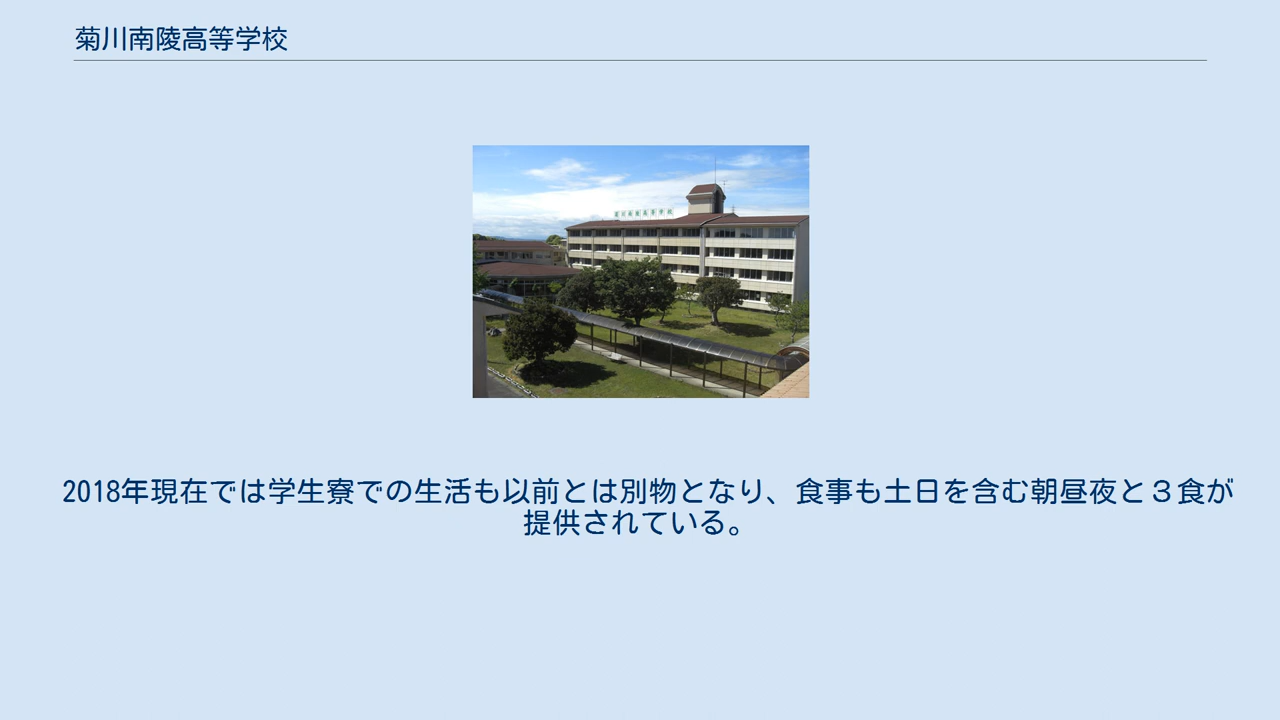 菊川南陵高等学校
2018年現在では学生寮での生活も以前とは別物となり、食事も土日を含む朝昼夜と３食が
提供されている。